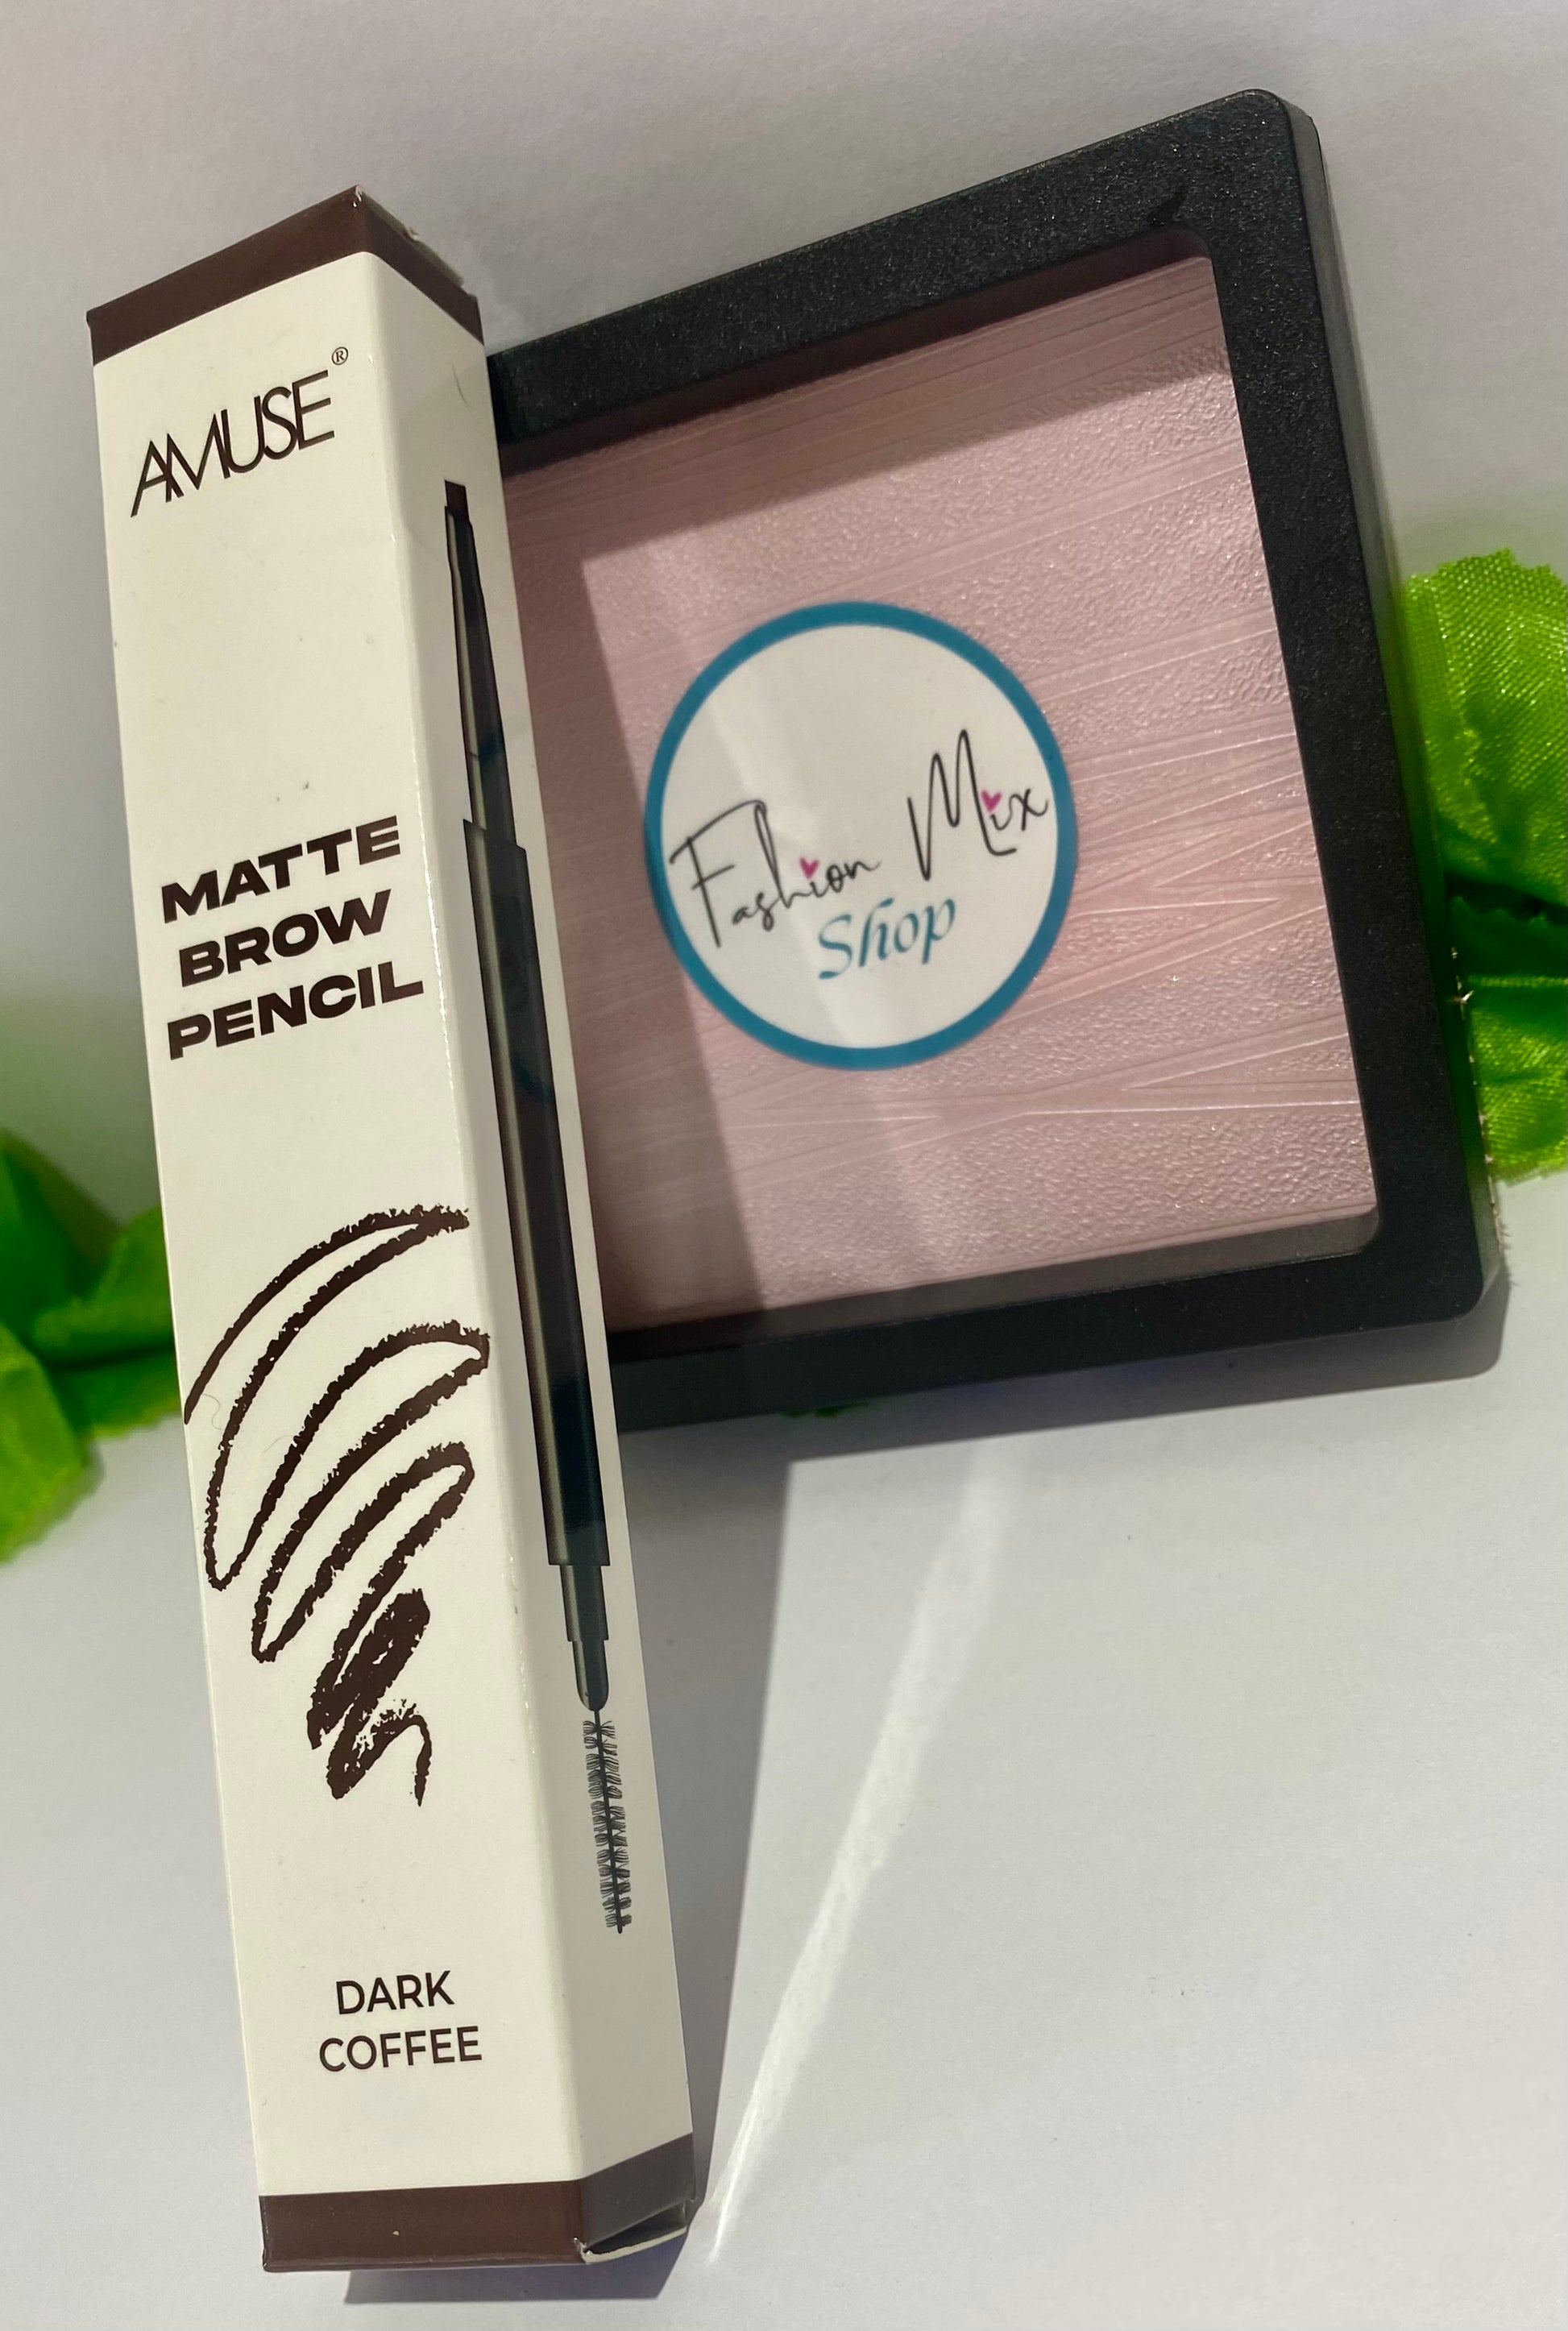 AMUSE®
MATTE
BROW
PENCIL
DARK
COFFEE
Fashion Mix
Shop